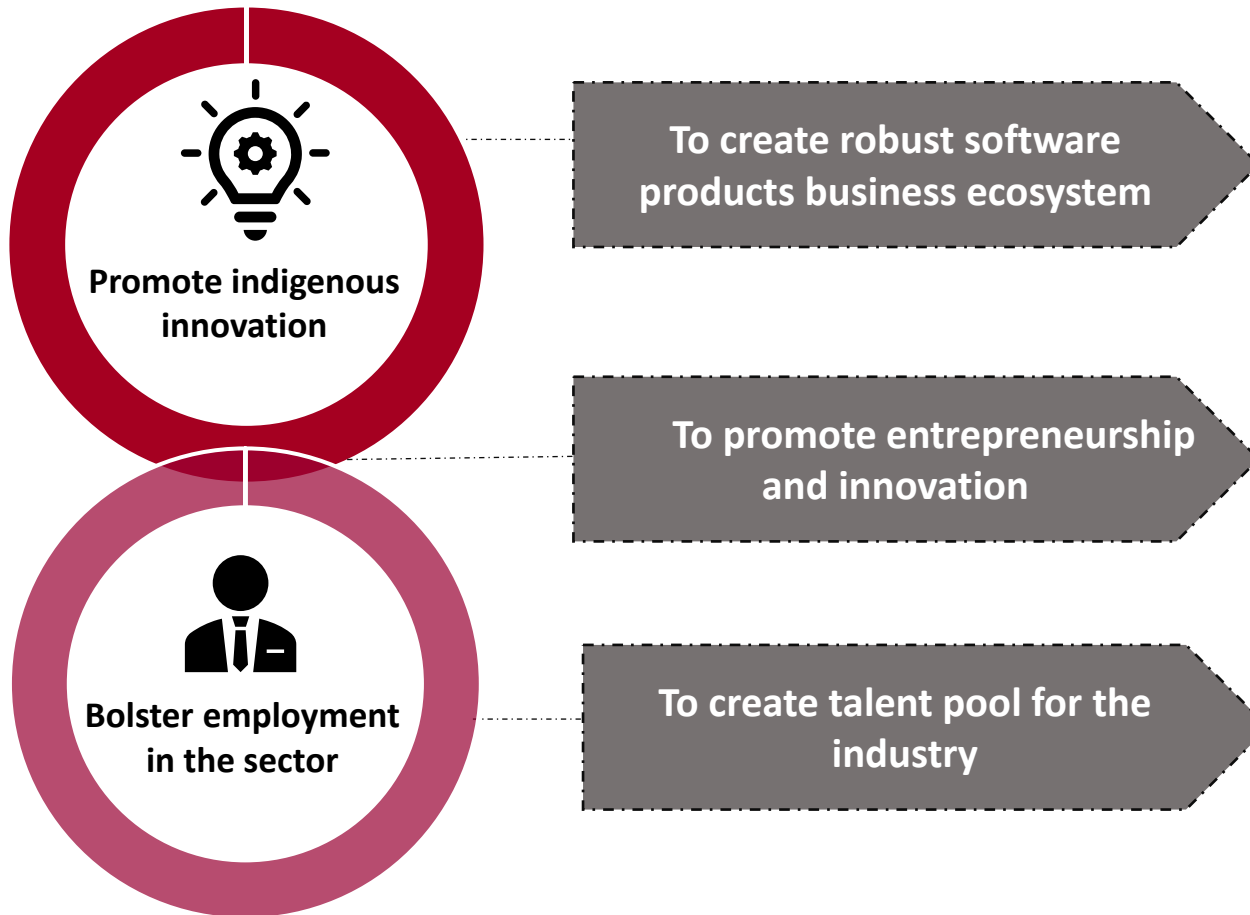 Promote indigenous
innovation
To create robust software
products business ecosystem
To promote entrepreneurship
and innovation
Bolster employment
in the sector
To create talent pool for the
industry